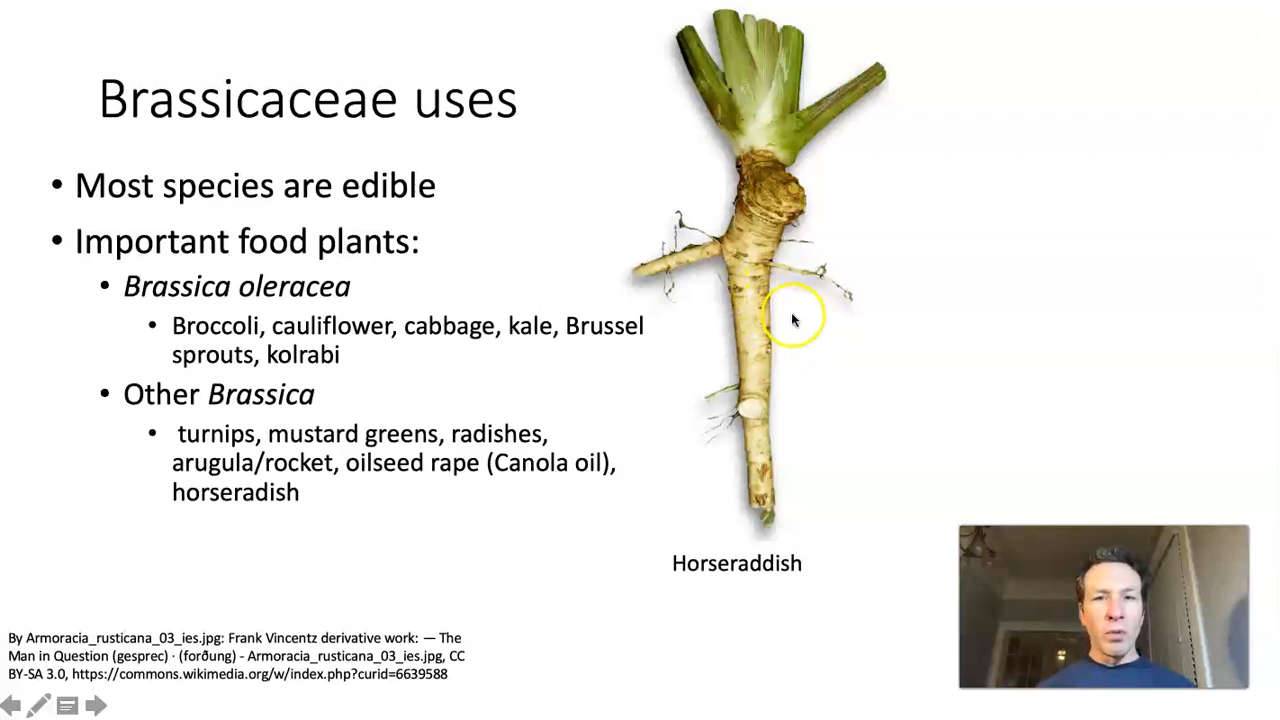 Brassicaceae uses
• Most species are edible
• Important food plants:
• Brassica oleracea
• Broccoli, cauliflower, cabbage, kale, Brussel
sprouts, kolrabi
• Other Brassica
• turnips, mustard greens, radishes,
arugula/rocket, oilseed rape (Canola oil),
horseradish
Horseraddish
By Armoracia_rusticana_03_ies.jpg: Frank Vincentz derivative work: — The
Man in Question (gesprec) · (forðung) - Armoracia_rusticana_03_ies.jpg, CC
BY-SA 3.0, https://commons.wikimedia.org/w/index.php?curid=6639588